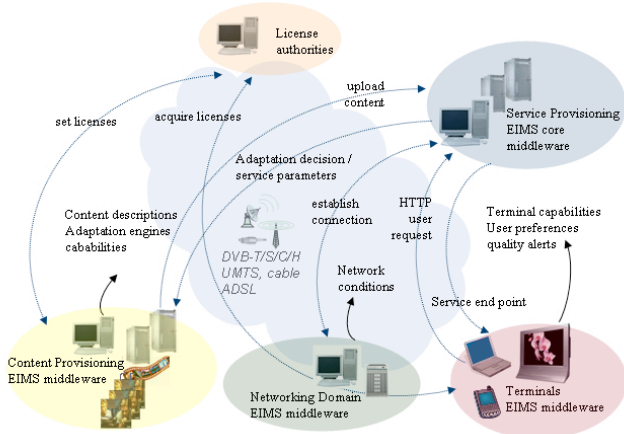 License
authorities
upload
content
set licenses
acquire licenses
Service Provisioning
EIMS core
middleware
Adaptation decision /
service parameters
Content descriptions
Adaptation engines
cababilities
establish
connection
HTTP
user
request
Terminal capabilities
User preferences
quality alerts
DVB-T/S/C/H
UMTS, cable
ADSL
Network
conditions
Service end point
Content Provisioning
EIMS middleware
Networking Domain
EIMS middleware
Terminals
EIMS middleware